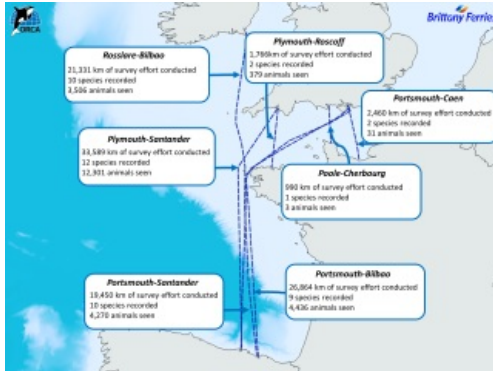 ORCA
Brittany Ferries
Rosslare-Bilbao
21,331 km of survey effort conducted
10 species recorded
3,506 animals seen
Plymouth-Roscoff
1,766km of survey effort conducted
2 species recorded
379 animals seen
Portsmouth-Caen
2,460 km of survey effort conducted
2 species recorded
31 animals seen
Plymouth-Santander
33,589 km of survey effort conducted
12 species recorded
12,301 animals seen
Poole-Cherbourg
990 km of survey effort conducted
1 species recorded
3 animals seen
Portsmouth-Santander
19,450 km of survey effort conducted
10 species recorded
4,270 animals seen
Portsmouth-Bilbao
26,864 km of survey effort conducted
9 species recorded
4,436 animals seen